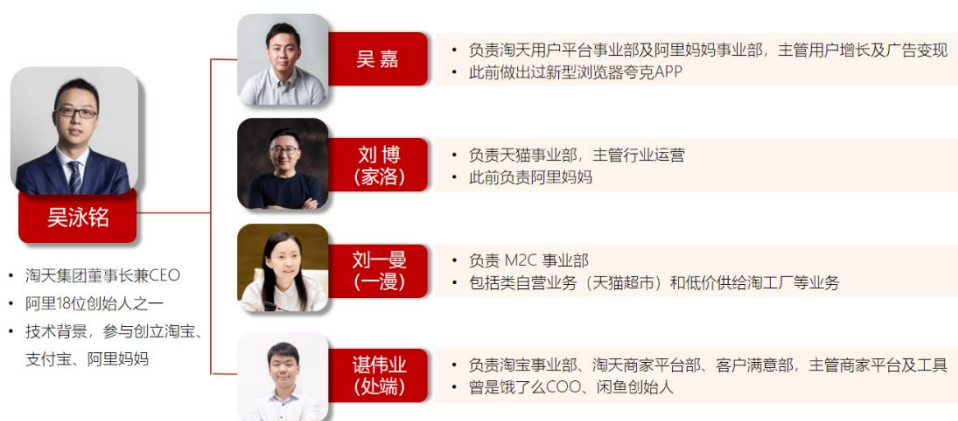 吴泳铭
• 淘天集团董事长兼CEO
• 阿里18位创始人之一
• 技术背景，参与创立淘宝、
支付宝、阿里妈妈
吴嘉
• 负责淘天用户平台事业部及阿里妈妈事业部，主管用户增长及广告变现
• 此前做出过新型浏览器夸克APP
刘博
(家洛)
• 负责天猫事业部，主管行业运营
• 此前负责阿里妈妈
刘一曼
(一漫)
• 负责 M2C 事业部
• 包括类自营业务（天猫超市）和低价供给淘工厂等业务
谌伟业
(处端)
• 负责淘宝事业部、淘天商家平台部、客户满意部，主管商家平台及工具
• 曾是饿了么COO、闲鱼创始人